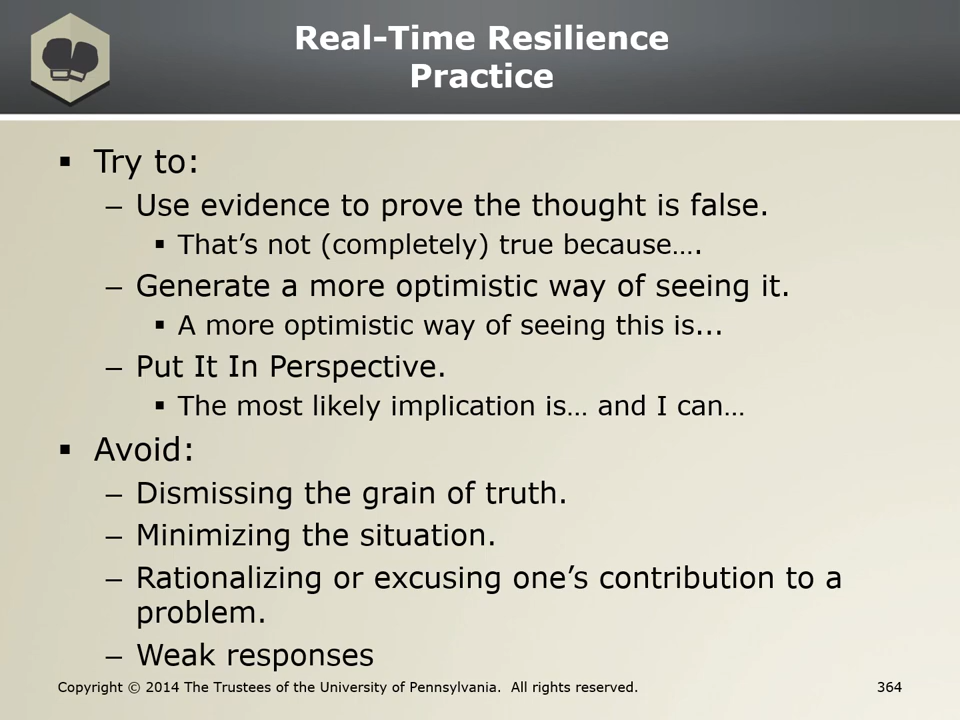 Real-Time Resilience
Practice
▪ Try to:
– Use evidence to prove the thought is false.
▪ That’s not (completely) true because….
– Generate a more optimistic way of seeing it.
▪ A more optimistic way of seeing this is...
– Put It In Perspective.
▪ The most likely implication is… and I can…
▪ Avoid:
– Dismissing the grain of truth.
– Minimizing the situation.
– Rationalizing or excusing one’s contribution to a
problem.
– Weak responses
Copyright © 2014 The Trustees of the University of Pennsylvania. All rights reserved. 364